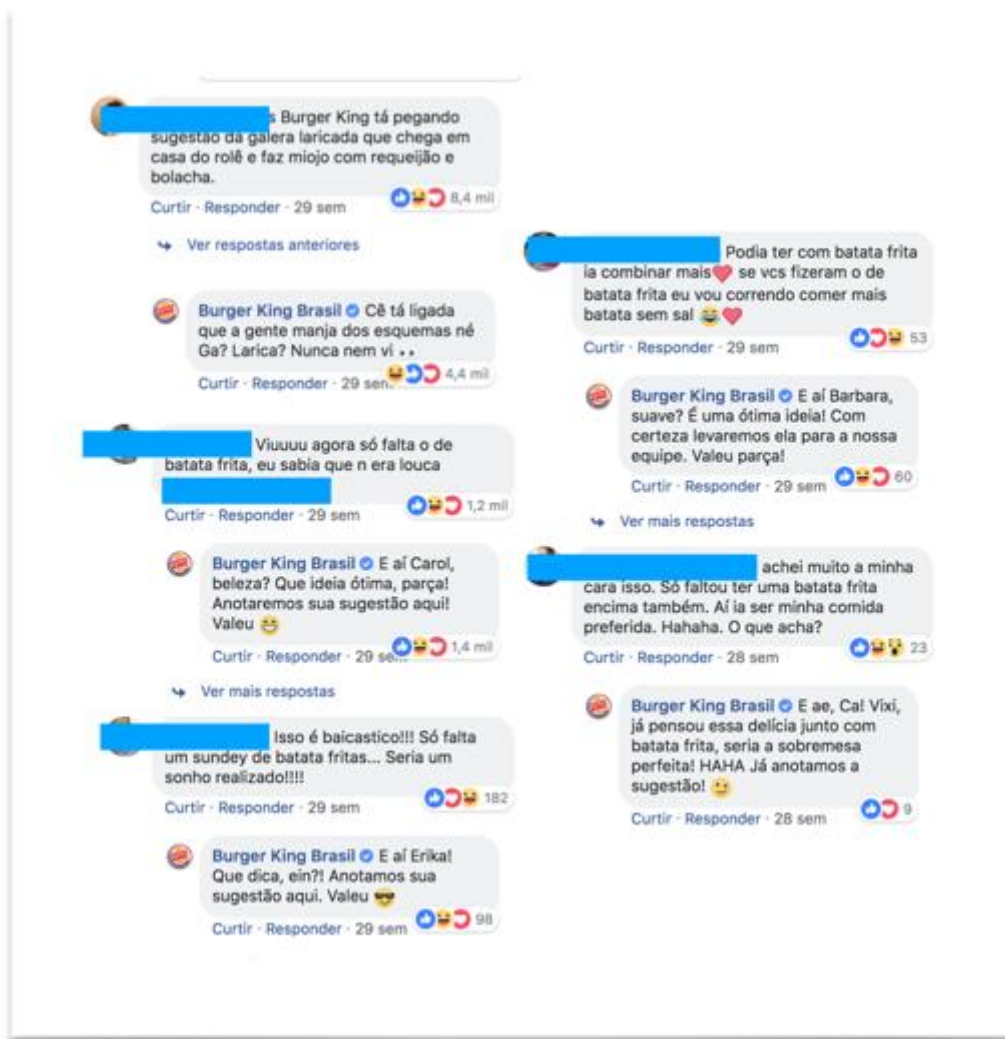 Burger King tá pegando
sugestão da galera laricada que chega em
casa do rolê e faz miojo com requeijão e
bolacha.
Curtir · Responder · 29 sem
8,4 mil
Ver respostas anteriores
Burger King Brasil Cê tá ligada
que a gente manja dos esquemas né
Ga? Larica? Nunca nem vi 👀
Curtir · Responder · 29 sem
4,4 mil
Viuuuu agora só falta o de
batata frita, eu sabia que n era louca
Curtir · Responder · 29 sem
1,2 mil
Burger King Brasil E aí Carol,
beleza? Que ideia ótima, parça!
Anotaremos sua sugestão aqui!
Valeu 😁
Curtir · Responder · 29 se
1,4 mil
Ver mais respostas
Isso é baicastico!!! Só falta
um sundey de batata fritas... Seria um
sonho realizado!!!!
Curtir · Responder · 29 sem
182
Burger King Brasil E aí Erika!
Que dica, ein?! Anotamos sua
sugestão aqui. Valeu 😎
Curtir · Responder · 29 sem
98
Podia ter com batata frita
ia combinar mais❤️ se vcs fizeram o de
batata frita eu vou correndo comer mais
batata sem sal 😂❤️
Curtir · Responder · 29 sem
53
Burger King Brasil E aí Barbara,
suave? É uma ótima ideia! Com
certeza levaremos ela para a nossa
equipe. Valeu parça!
Curtir · Responder · 29 sem
60
Ver mais respostas
achei muito a minha
cara isso. Só faltou ter uma batata frita
encima também. Aí ia ser minha comida
preferida. Hahaha. O que acha?
Curtir · Responder · 28 sem
23
Burger King Brasil E ae, Ca! Vixi,
já pensou essa delícia junto com
batata frita, seria a sobremesa
perfeita! HAHA Já anotamos a
sugestão! 😉
Curtir · Responder · 28 sem
9